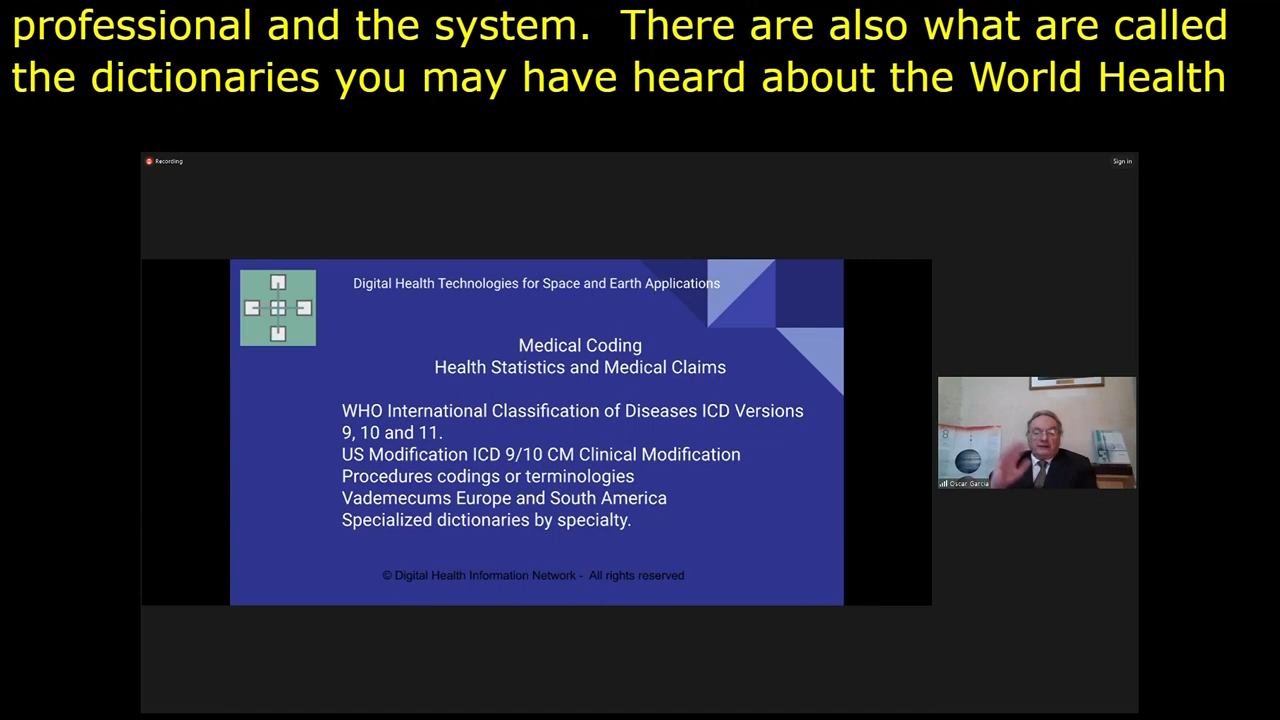 professional and the system.  There are also what are called
the dictionaries you may have heard about the World Health
Recording
Sign in
Digital Health Technologies for Space and Earth Applications
Medical Coding
Health Statistics and Medical Claims
WHO International Classification of Diseases ICD Versions
9, 10 and 11.
US Modification ICD 9/10 CM Clinical Modification
Procedures codings or terminologies
Vademecums Europe and South America
Specialized dictionaries by specialty.
© Digital Health Information Network -  All rights reserved
8
Oscar Garcia